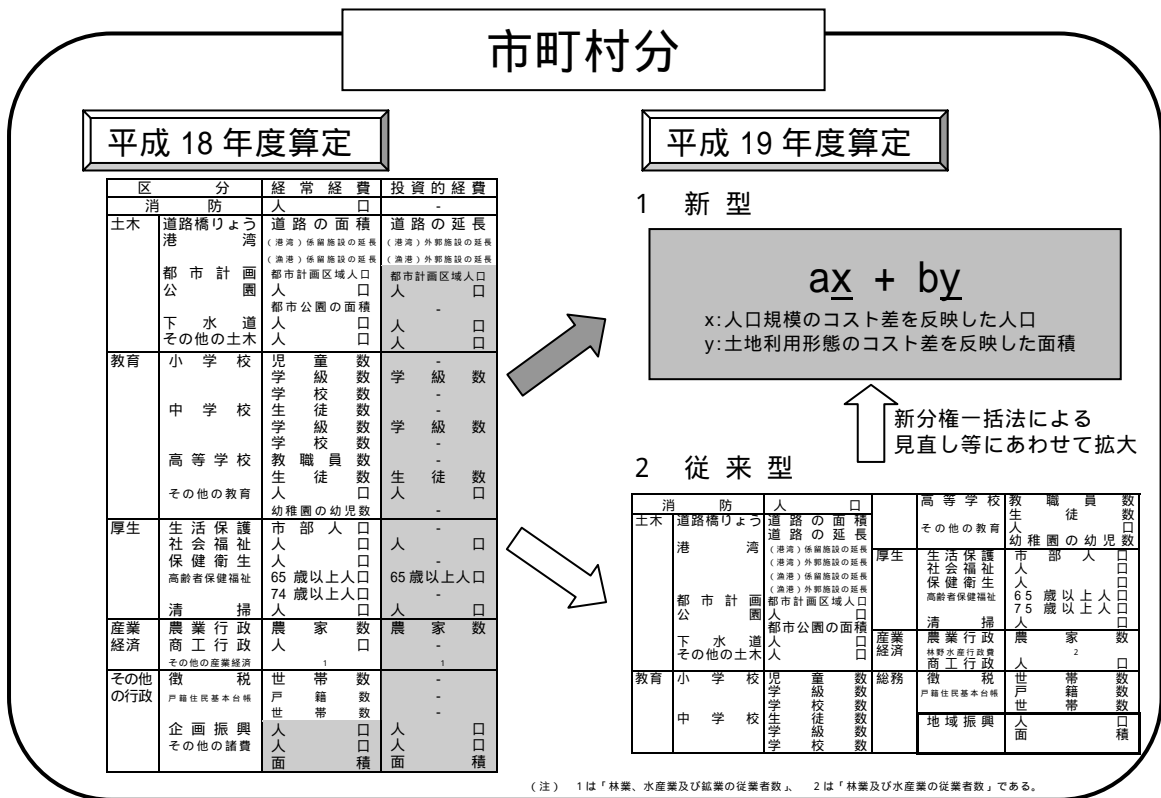 市町村分
平成 18 年度算定
区 分 経 常 経 費 投 資 的 経 費
消 防 人 口 -
土木 道路橋りょう 道 路 の 面 積 道 路 の 延 長
港 湾 (港湾)係留施設の延長 (港湾)外郭施設の延長
(漁港)係留施設の延長 (漁港)外郭施設の延長
都 市 計 画 都市計画区域人口 都市計画区域人口
公 園 人 口 人 口
都市公園の面積 -
下 水 道 人 口 人 口
その他の土木 人 口 人 口
教育 小 学 校 児 童 数 -
学 級 数 学 級 数
学 校 数 -
中 学 校 生 徒 数 -
学 級 数 学 級 数
学 校 数 -
高 等 学 校 教 職 員 数 -
生 徒 数 生 徒 数
その他の教育 人 口 人 口
幼稚園の幼児数 -
厚生 生 活 保 護 市 部 人 口 -
社 会 福 祉 人 口 人 口
保 健 衛 生 人 口 -
高齢者保健福祉 65 歳以上人口 65 歳以上人口
74 歳以上人口 -
清 掃 人 口 人 口
産業 農 業 行 政 農 家 数 農 家 数
経済 商 工 行 政 人 口 -
その他の産業経済 1 1
その他 徴 税 世 帯 数 -
の行政 戸籍住民基本台帳 戸 籍 数 -
世 帯 数 -
企 画 振 興 人 口 人 口
その他の諸費 人 口 人 口
面 積 面 積
平成 19 年度算定
1 新 型
ax + by
x:人口規模のコスト差を反映した人口
y:土地利用形態のコスト差を反映した面積
新分権一括法による
見直し等にあわせて拡大
2 従 来 型
消 防 人 口
土木 道路橋りょう 道 路 の 面 積
道 路 の 延 長
港 湾 (港湾)係留施設の延長
(港湾)外郭施設の延長
(漁港)係留施設の延長
(漁港)外郭施設の延長
都 市 計 画 都市計画区域人口
公 園 人 口
都市公園の面積
下 水 道 人 口
その他の土木 人 口
教育 小 学 校 児 童 数
学 級 数
学 校 数
中 学 校 生 徒 数
学 級 数
学 校 数
高 等 学 校 教 職 員 数
生 徒 数
その他の教育 人 口
幼稚園の幼児数
厚生 生 活 保 護 市 部 人 口
社 会 福 祉 人 口
保 健 衛 生 人 口
高齢者保健福祉 65 歳 以 上 人 口
75 歳 以 上 人 口
清 掃 人 口
産業 農 業 行 政 農 家 数
経済 林野水産行政費 2
商 工 行 政 人 口
総務 徴 税 世 帯 数
戸籍住民基本台帳 戸 籍 数
世 帯 数
地 域 振 興 人 口
面 積
(注) 1は「林業、水産業及び鉱業の従業者数」、 2は「林業及び水産業の従業者数」である。